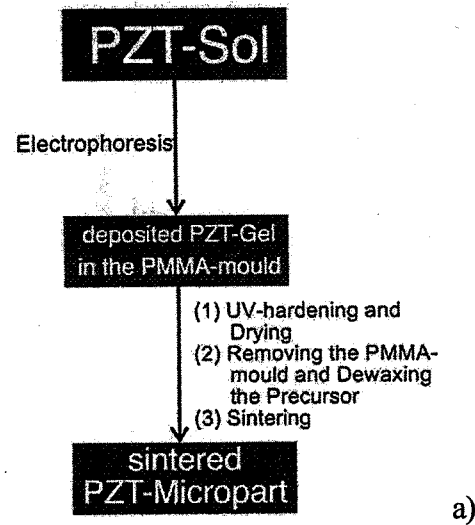 PZT-Sol
Electrophoresis
deposited PZT-Gel
in the PMMA-mould
(1) UV-hardening and
Drying
(2) Removing the PMMA-
mould and Dewaxing
the Precursor
(3) Sintering
sintered
PZT-Micropart
a)